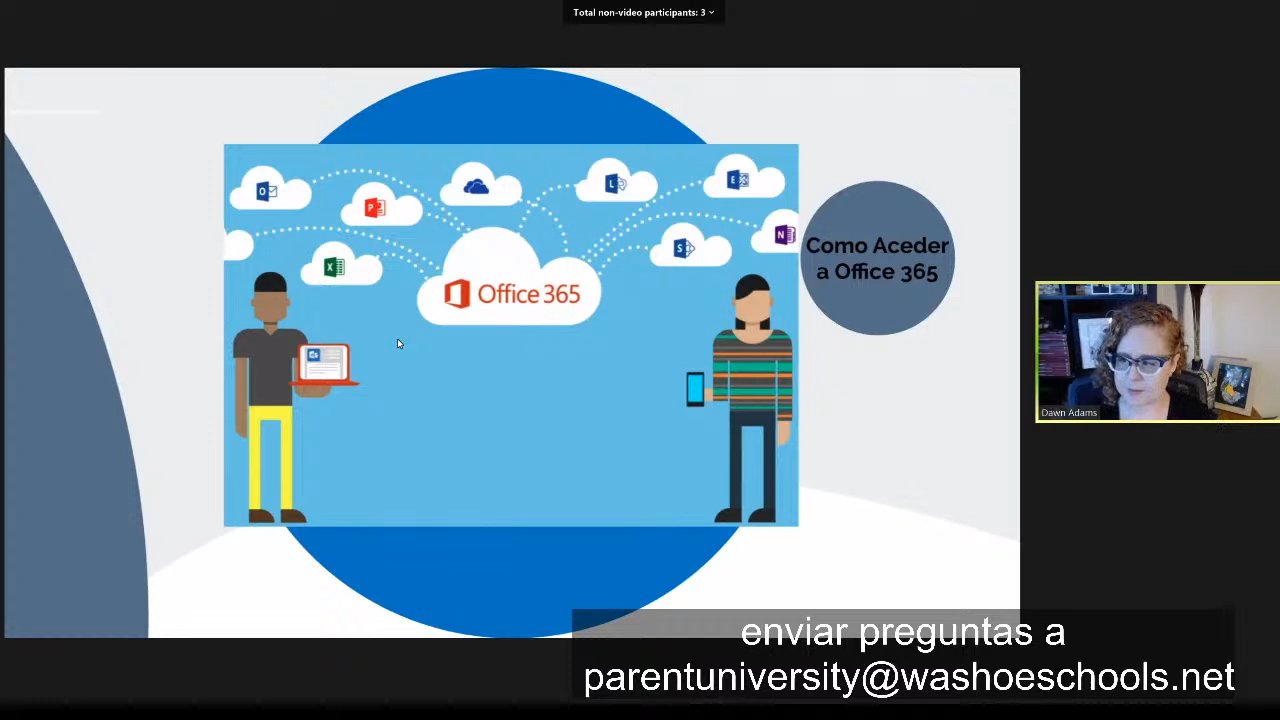 Total non-video participants: 3
Office 365
Como Aceder
a Office 365
Dawn Adams
enviar preguntas a
parentuniversity@washoeschools.net